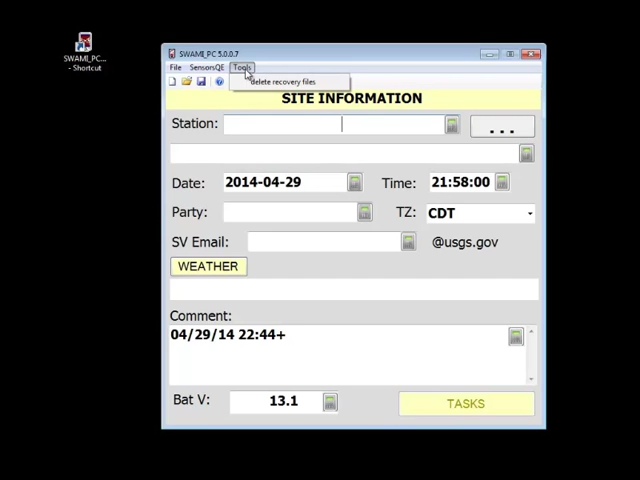 SWAMI_PC...
- Shortcut
SWAMI_PC 5.0.0.7
File SensorsQE Tools
delete recovery files
SITE INFORMATION
Station: ...
Date: 2014-04-29 Time: 21:58:00
Party: TZ: CDT
SV Email: @usgs.gov
WEATHER
Comment:
04/29/14 22:44+
Bat V: 13.1 TASKS